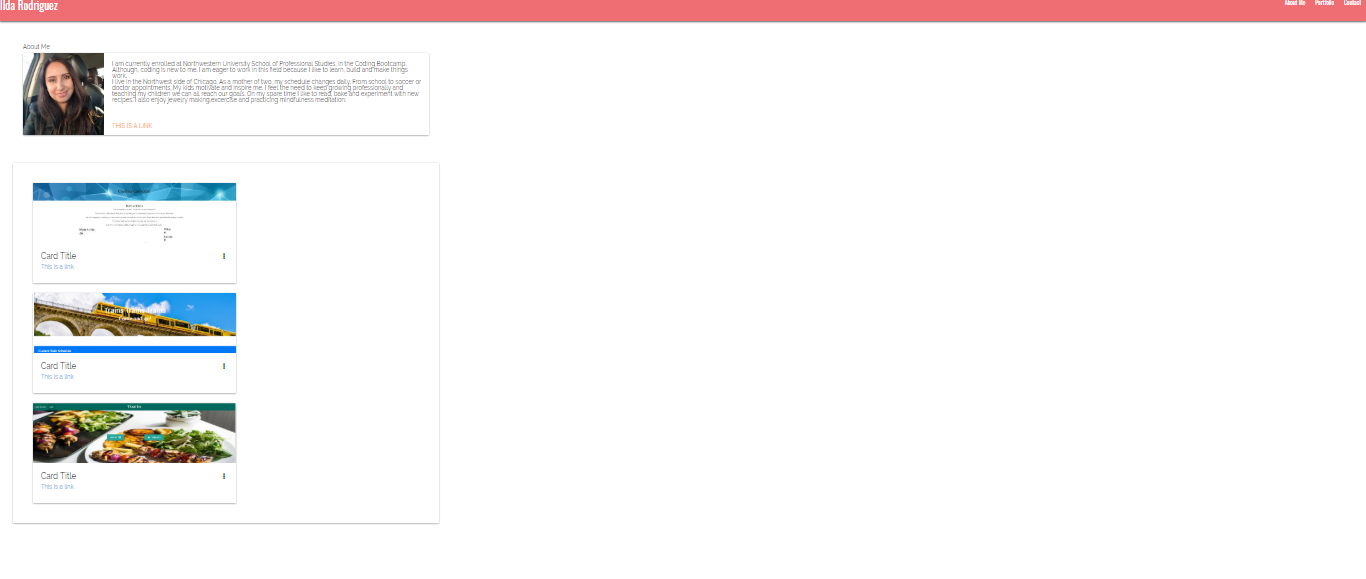 Ilda Rodriguez
About Me Portfolio Contact
About Me
I am currently enrolled at Northwestern University School of Professional Studies, in the Coding Bootcamp.
Although, coding is new to me. I am eager to work in this field because I like to learn, build and make things
work.
I live in the Northwest side of Chicago. As a mother of two, my schedule changes daily. From school to soccer or
doctor appointments. My kids motivate and inspire me. I feel the need to keep growing professionally and
teaching my children we can all reach our goals. On my spare time I like to read, bake and experiment with new
recipes. I also enjoy jewelry making,excercise and practicing mindfulness meditation.
THIS IS A LINK
Card Title
This is a link
Trains Trains Trains
Card Title
This is a link
Card Title
This is a link